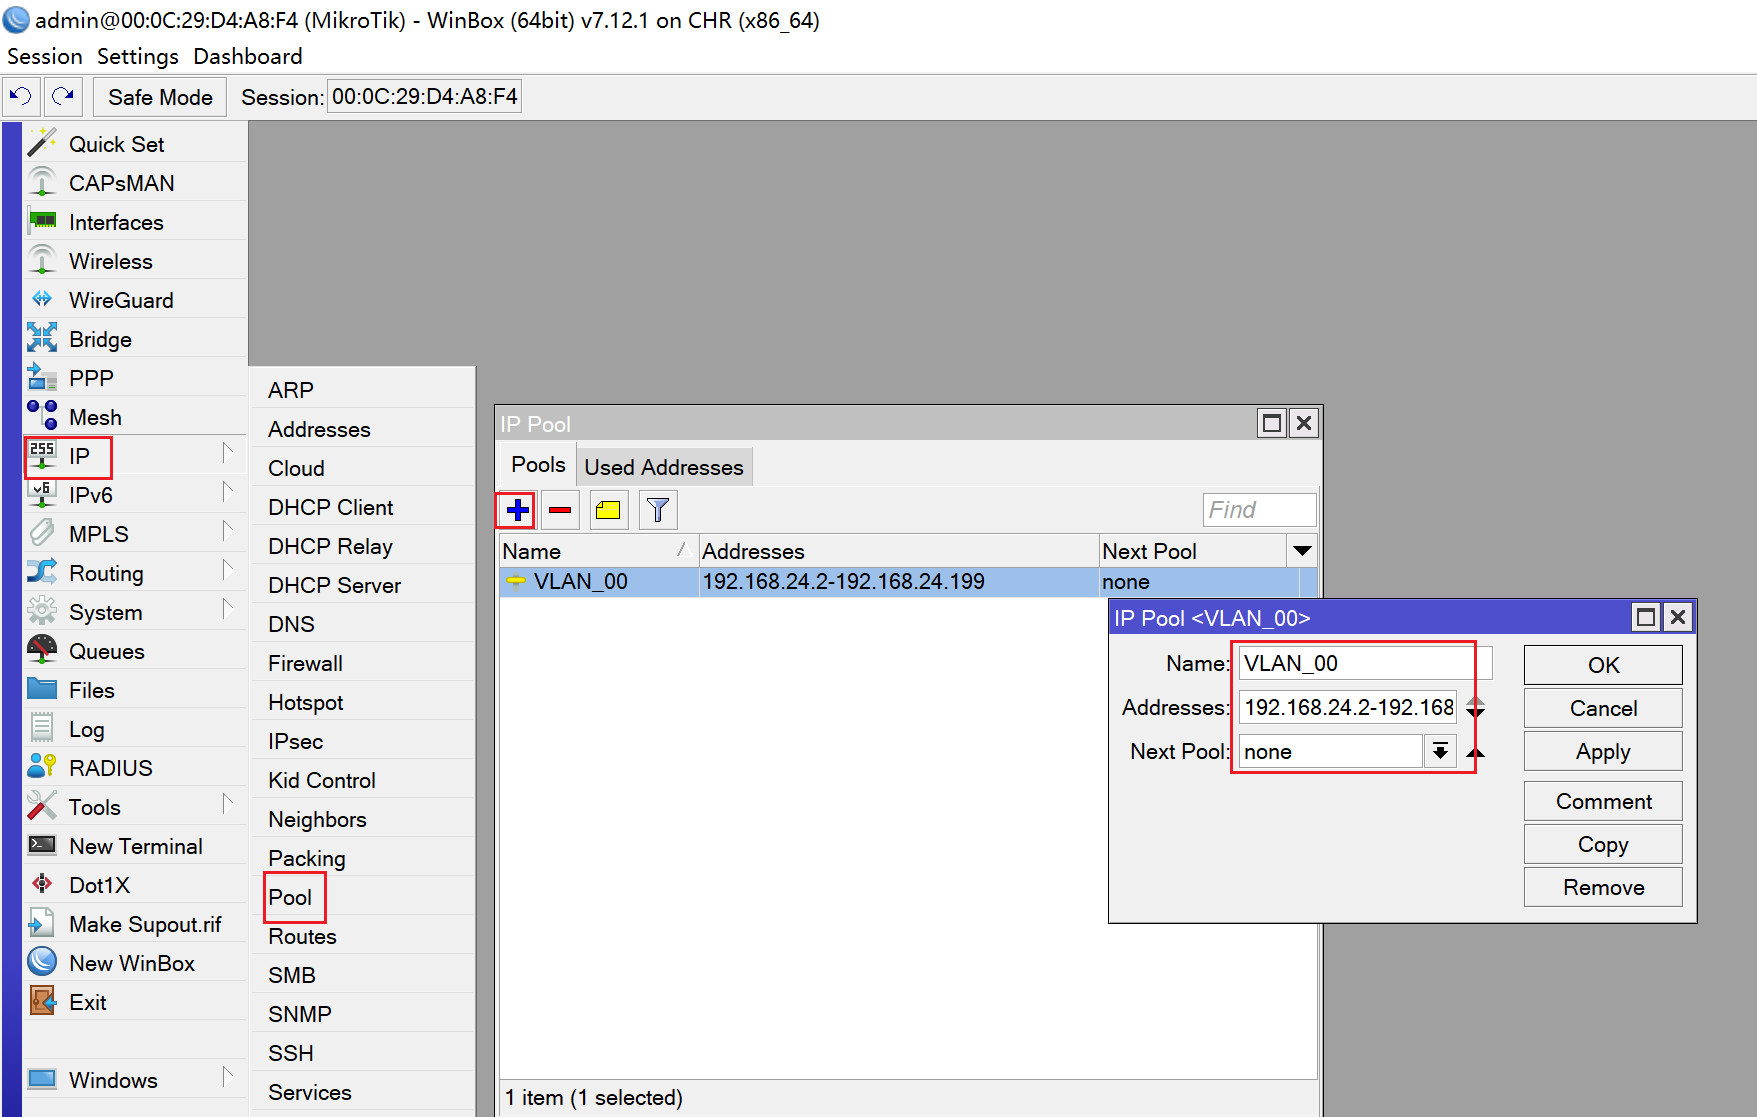 admin@00:0C:29:D4:A8:F4 (MikroTik) - WinBox (64bit) v7.12.1 on CHR (x86_64)
Session Settings Dashboard
Safe Mode Session: 00:0C:29:D4:A8:F4
Quick Set
CAPsMAN
Interfaces
Wireless
WireGuard
Bridge
PPP
Mesh
255 IP
v6 IPv6
MPLS
Routing
System
Queues
Files
Log
RADIUS
Tools
New Terminal
Dot1X
Make Supout.rif
New WinBox
Exit
Windows
ARP
Addresses
Cloud
DHCP Client
DHCP Relay
DHCP Server
DNS
Firewall
Hotspot
IPsec
Kid Control
Neighbors
Packing
Pool
Routes
SMB
SNMP
SSH
Services
IP Pool
Pools Used Addresses
Find
Name Addresses Next Pool
VLAN_00 192.168.24.2-192.168.24.199 none
1 item (1 selected)
IP Pool <VLAN_00>
Name: VLAN_00
Addresses: 192.168.24.2-192.168
Next Pool: none
OK
Cancel
Apply
Comment
Copy
Remove